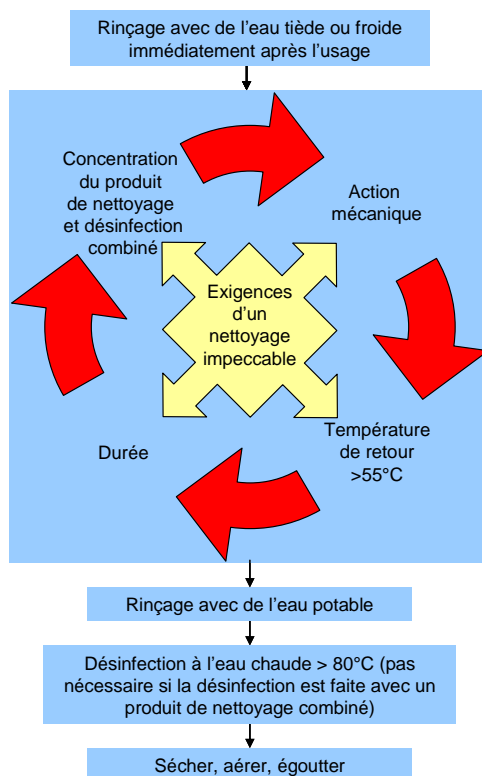 Rinçage avec de l'eau tiède ou froide
immédiatement après l'usage
Concentration
du produit
de nettoyage
et désinfection
combiné
Action
mécanique
Exigences
d'un
nettoyage
impeccable
Durée
Température
de retour
>55°C
Rinçage avec de l'eau potable
Désinfection à l'eau chaude > 80°C (pas
nécessaire si la désinfection est faite avec un
produit de nettoyage combiné)
Sécher, aérer, égoutter